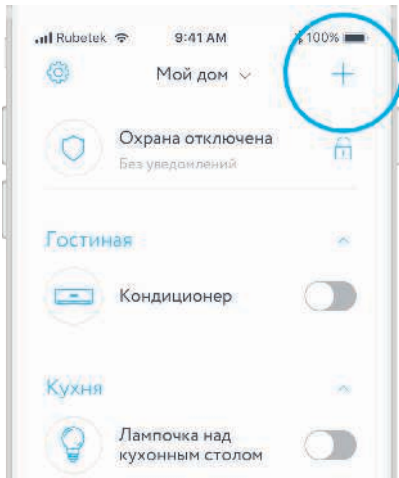 Rubetek 9:41 AM 100%
Мой дом
Охрана отключена
Без уведомлений
Гостиная
Кондиционер
Кухня
Лампочка над
кухонным столом